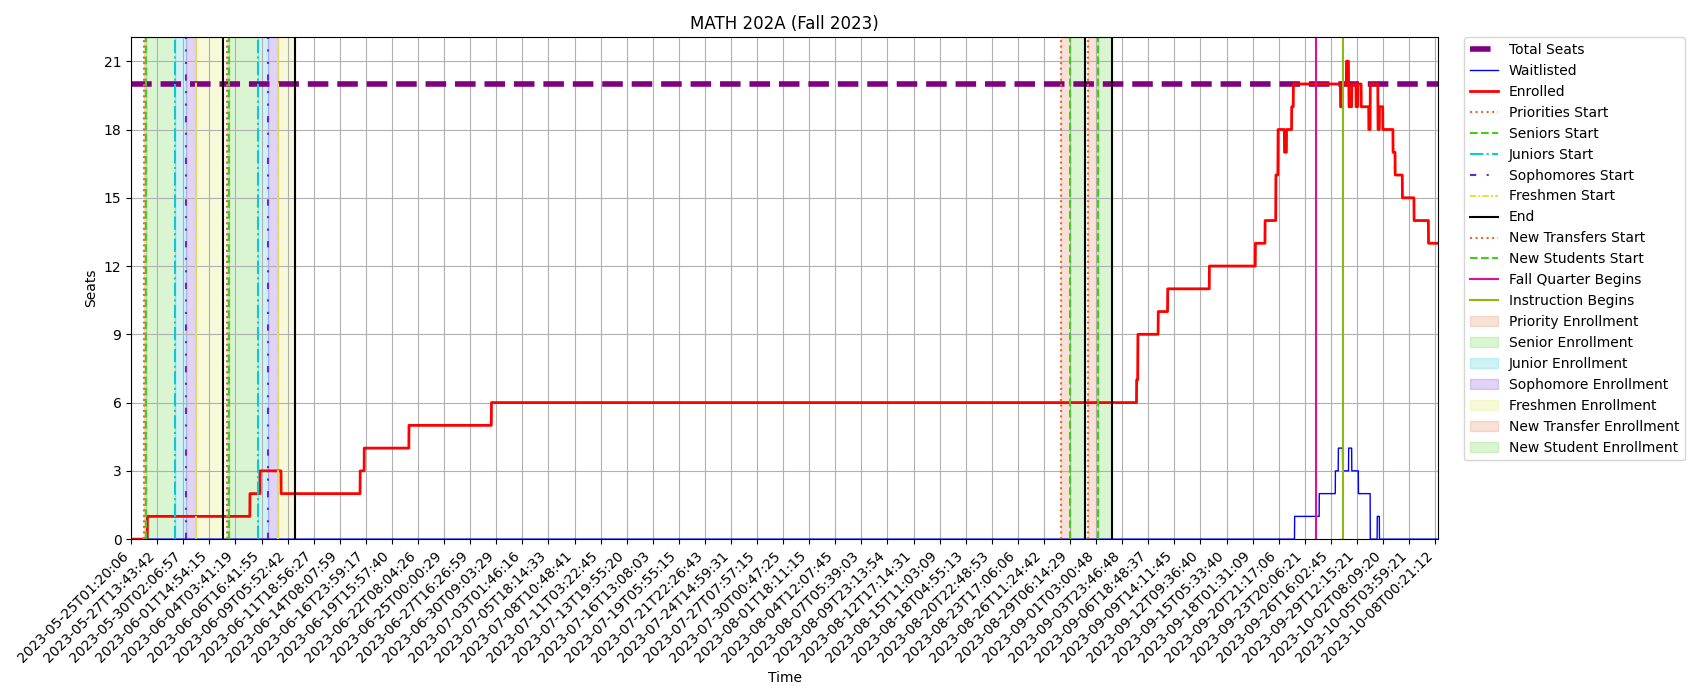 MATH 202A (Fall 2023)
Seats
21
18
15
12
9
6
3
0
2023-05-25T01:20:06
2023-05-27T13:43:42
2023-05-30T02:06:57
2023-06-01T14:54:15
2023-06-04T03:41:19
2023-06-06T16:41:55
2023-06-09T05:52:42
2023-06-11T18:56:27
2023-06-14T08:07:59
2023-06-16T23:59:17
2023-06-19T15:57:40
2023-06-22T08:04:26
2023-06-25T00:00:29
2023-06-27T16:26:59
2023-06-30T09:03:29
2023-07-03T01:46:16
2023-07-05T18:14:33
2023-07-08T10:48:41
2023-07-11T03:22:45
2023-07-13T19:55:20
2023-07-16T13:08:03
2023-07-19T05:55:15
2023-07-21T22:26:43
2023-07-24T14:59:31
2023-07-27T07:57:15
2023-07-30T00:47:25
2023-08-01T18:11:15
2023-08-04T12:07:45
2023-08-07T05:39:03
2023-08-09T23:13:54
2023-08-12T17:14:31
2023-08-15T11:03:09
2023-08-18T04:55:13
2023-08-20T22:48:53
2023-08-23T17:06:06
2023-08-26T11:24:42
2023-08-29T06:14:29
2023-09-01T03:00:48
2023-09-03T23:46:48
2023-09-06T18:48:37
2023-09-09T14:11:45
2023-09-12T09:36:40
2023-09-15T05:33:40
2023-09-18T01:31:09
2023-09-20T21:17:06
2023-09-23T20:06:21
2023-09-26T16:02:45
2023-09-29T12:15:21
2023-10-02T08:09:20
2023-10-05T03:59:21
2023-10-08T00:21:12
Time
Total Seats
Waitlisted
Enrolled
Priorities Start
Seniors Start
Juniors Start
Sophomores Start
Freshmen Start
End
New Transfers Start
New Students Start
Fall Quarter Begins
Instruction Begins
Priority Enrollment
Senior Enrollment
Junior Enrollment
Sophomore Enrollment
Freshmen Enrollment
New Transfer Enrollment
New Student Enrollment